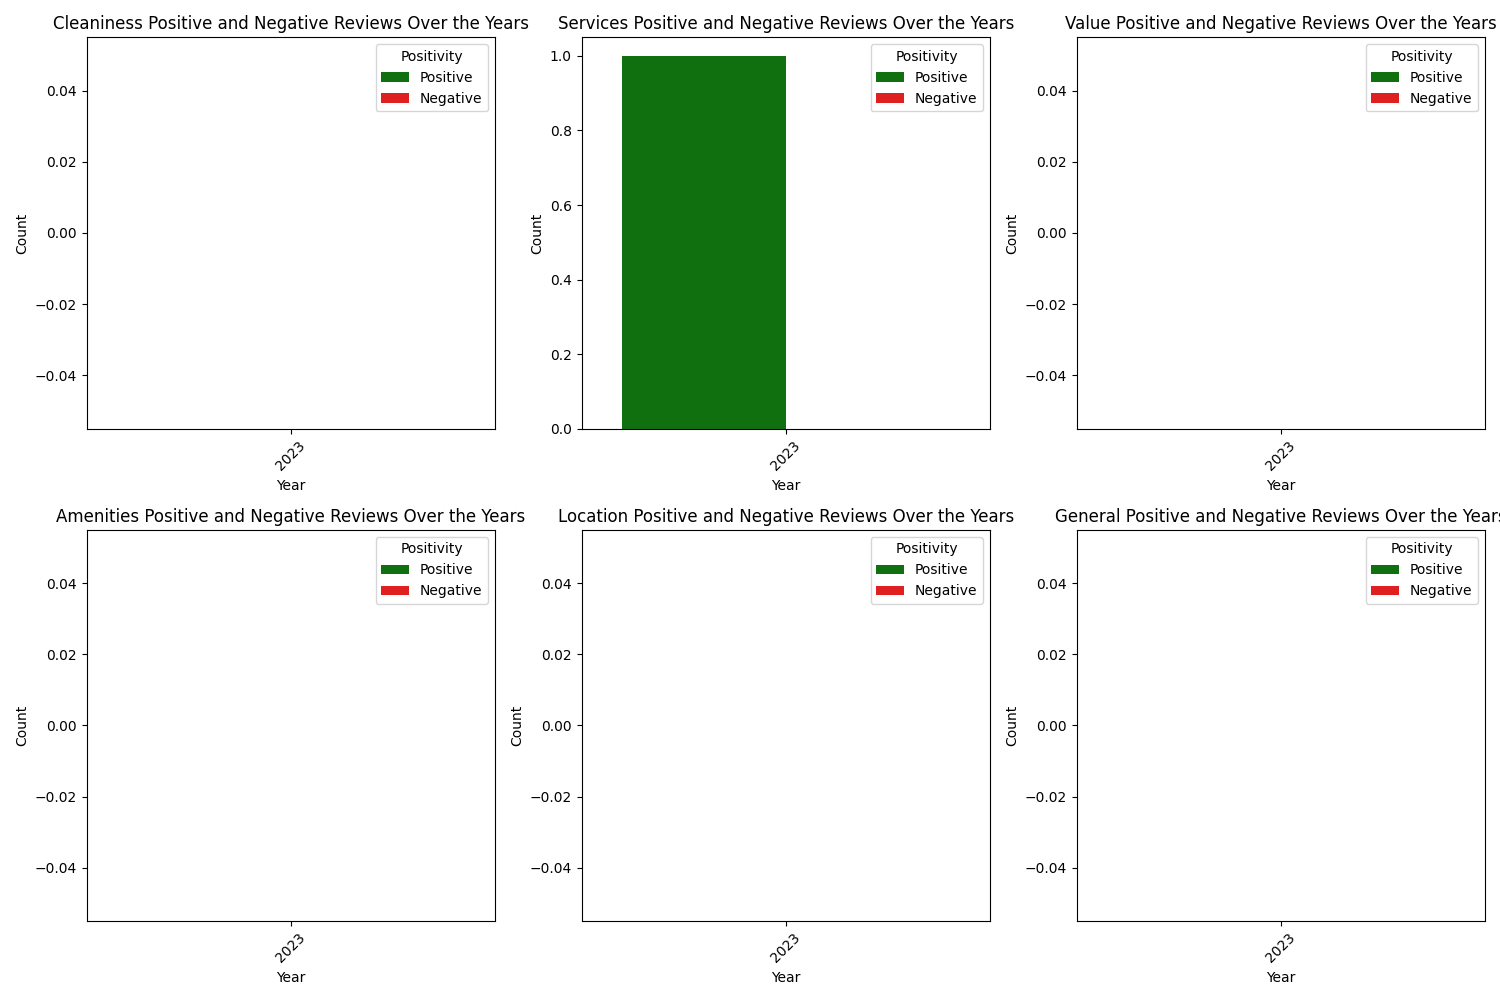 Cleaniness Positive and Negative Reviews Over the Years
Positivity
Positive
Negative
0.04
0.02
0.00
−0.02
−0.04
Count
2023
Year
Services Positive and Negative Reviews Over the Years
Positivity
Positive
Negative
1.0
0.8
0.6
0.4
0.2
0.0
Count
2023
Year
Value Positive and Negative Reviews Over the Years
Positivity
Positive
Negative
0.04
0.02
0.00
−0.02
−0.04
Count
2023
Year
Amenities Positive and Negative Reviews Over the Years
Positivity
Positive
Negative
0.04
0.02
0.00
−0.02
−0.04
Count
2023
Year
Location Positive and Negative Reviews Over the Years
Positivity
Positive
Negative
0.04
0.02
0.00
−0.02
−0.04
Count
2023
Year
General Positive and Negative Reviews Over the Years
Positivity
Positive
Negative
0.04
0.02
0.00
−0.02
−0.04
Count
2023
Year